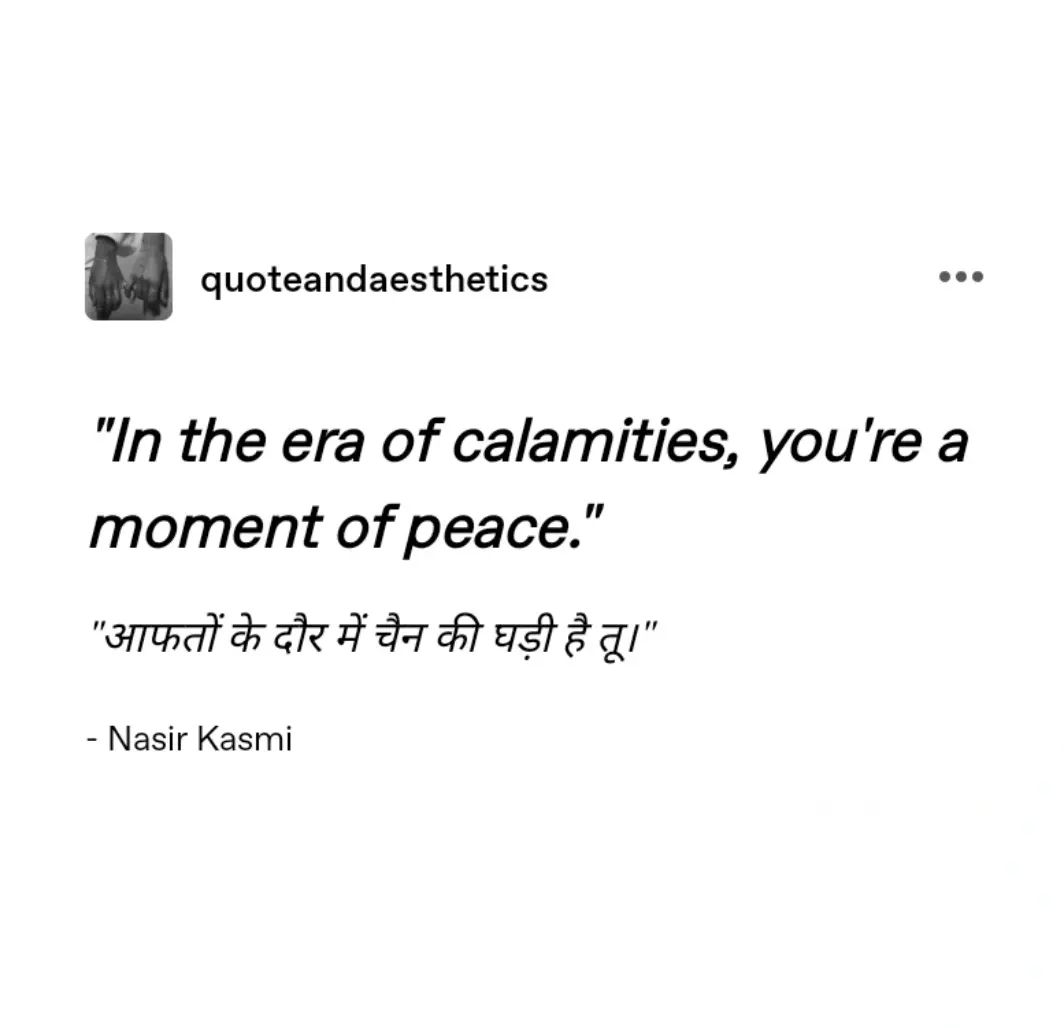 quoteandaesthetics
"In the era of calamities, you're a
moment of peace."
"आफतों के दौर में चैन की घड़ी है तू।"
- Nasir Kasmi